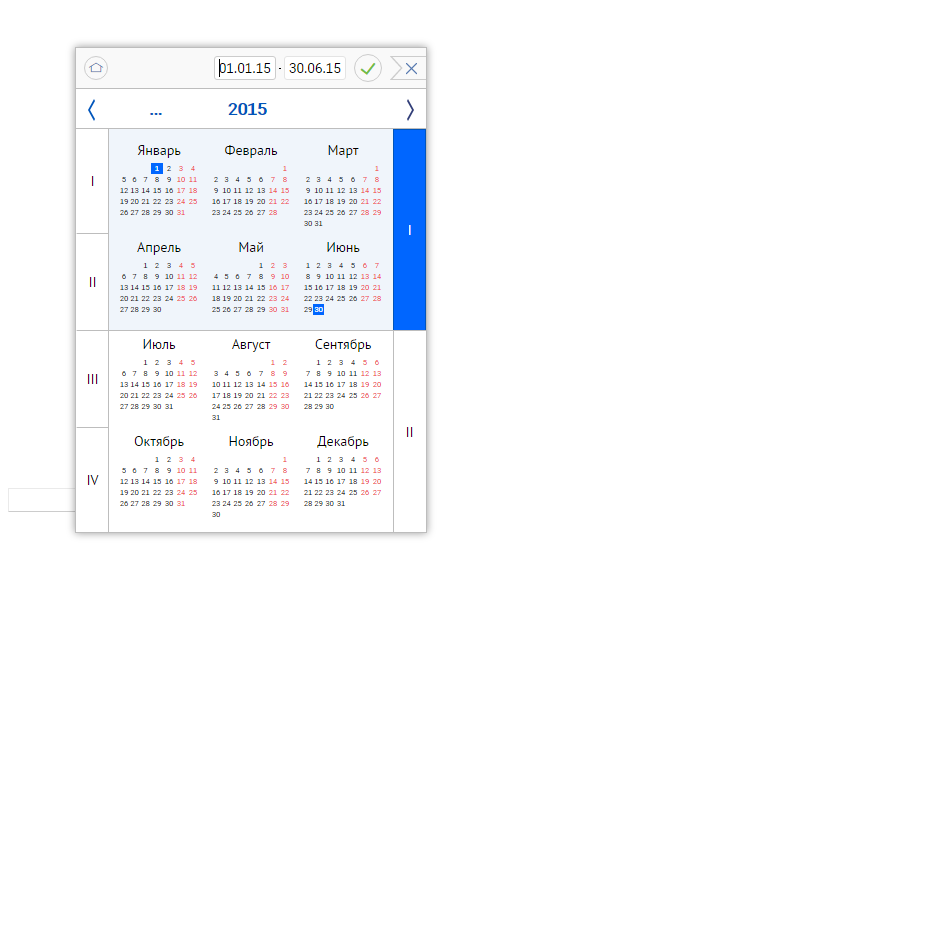 01.01.15 - 30.06.15
... 2015
I
Январь
1 2 3 4
5 6 7 8 9 10 11
12 13 14 15 16 17 18
19 20 21 22 23 24 25
26 27 28 29 30 31
Февраль
1
2 3 4 5 6 7 8
9 10 11 12 13 14 15
16 17 18 19 20 21 22
23 24 25 26 27 28
Март
1
2 3 4 5 6 7 8
9 10 11 12 13 14 15
16 17 18 19 20 21 22
23 24 25 26 27 28 29
30 31
I
II
Апрель
1 2 3 4 5
6 7 8 9 10 11 12
13 14 15 16 17 18 19
20 21 22 23 24 25 26
27 28 29 30
Май
1 2 3
4 5 6 7 8 9 10
11 12 13 14 15 16 17
18 19 20 21 22 23 24
25 26 27 28 29 30 31
Июнь
1 2 3 4 5 6 7
8 9 10 11 12 13 14
15 16 17 18 19 20 21
22 23 24 25 26 27 28
29 30
III
Июль
1 2 3 4 5
6 7 8 9 10 11 12
13 14 15 16 17 18 19
20 21 22 23 24 25 26
27 28 29 30 31
Август
1 2
3 4 5 6 7 8 9
10 11 12 13 14 15 16
17 18 19 20 21 22 23
24 25 26 27 28 29 30
31
Сентябрь
1 2 3 4 5 6
7 8 9 10 11 12 13
14 15 16 17 18 19 20
21 22 23 24 25 26 27
28 29 30
II
IV
Октябрь
1 2 3 4
5 6 7 8 9 10 11
12 13 14 15 16 17 18
19 20 21 22 23 24 25
26 27 28 29 30 31
Ноябрь
1
2 3 4 5 6 7 8
9 10 11 12 13 14 15
16 17 18 19 20 21 22
23 24 25 26 27 28 29
30
Декабрь
1 2 3 4 5 6
7 8 9 10 11 12 13
14 15 16 17 18 19 20
21 22 23 24 25 26 27
28 29 30 31